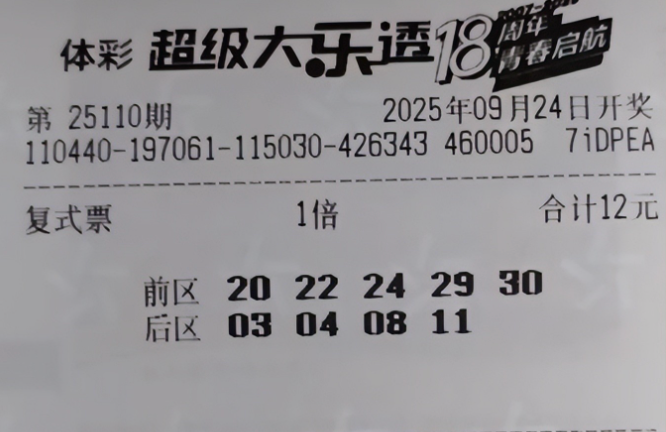 体彩 超级大乐透 18周年 青春启航
第 25110期 2025年09月24日开奖
110440-197061-115030-426343 460005 7iDPEA
复式票 1倍 合计12元
前区 20 22 24 29 30
后区 03 04 08 11